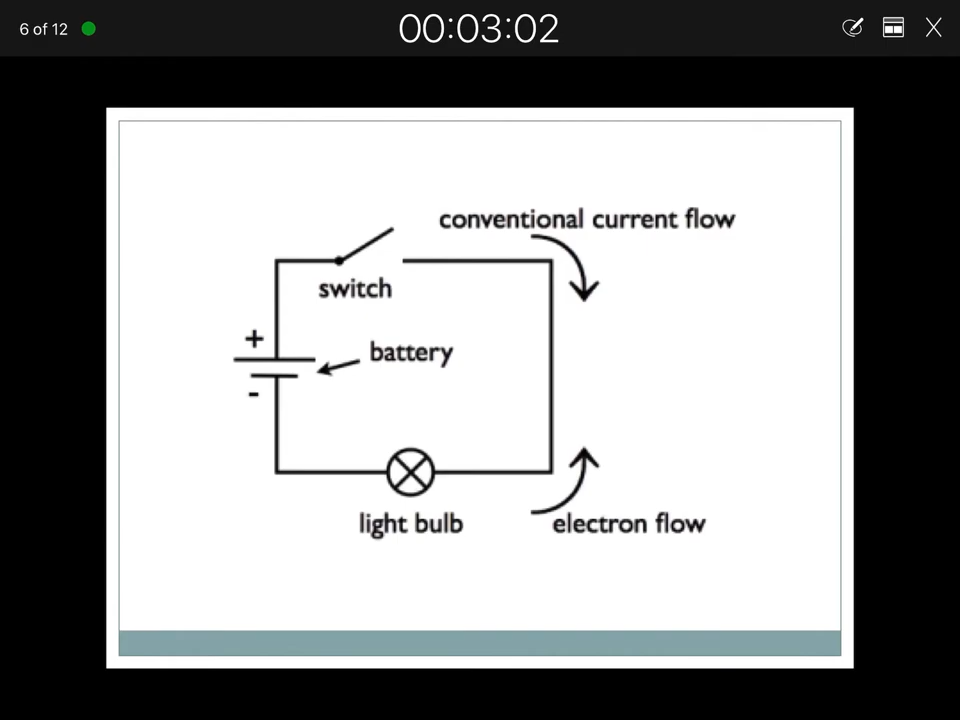 6 of 12
00:03:02
conventional current flow
switch
+
battery
-
light bulb
electron flow